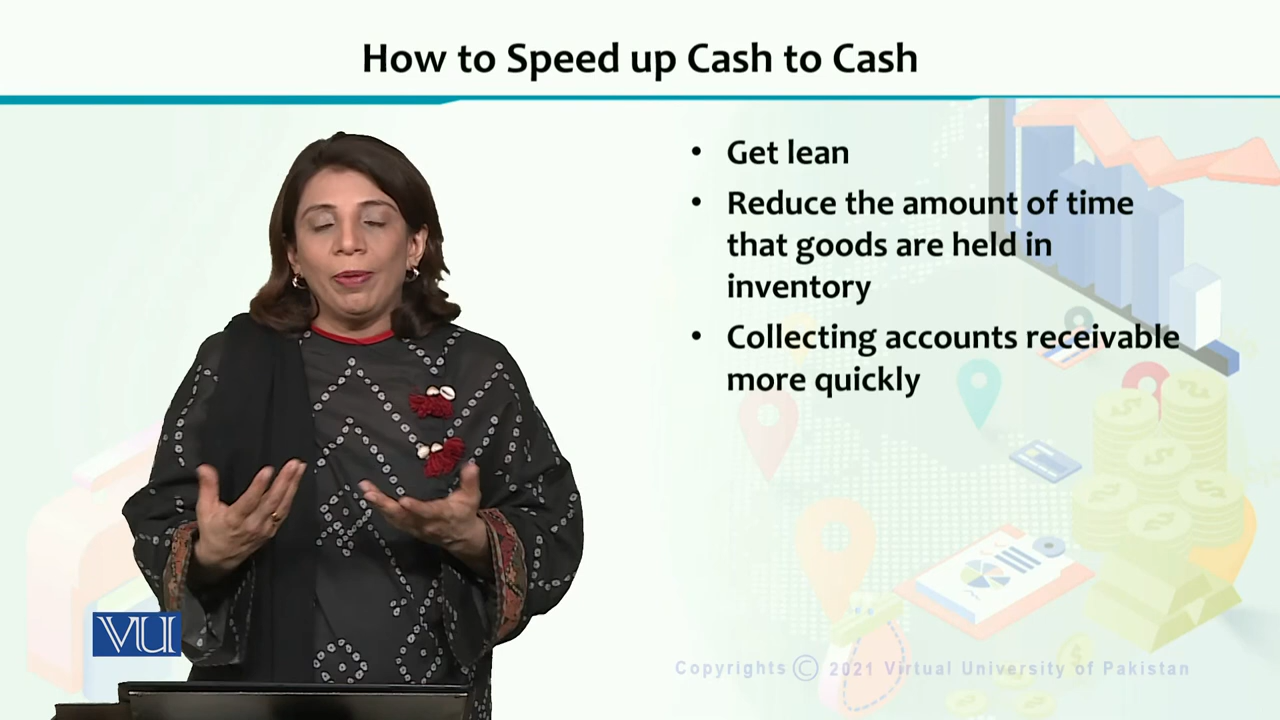 How to Speed up Cash to Cash
• Get lean
• Reduce the amount of time
that goods are held in
inventory
• Collecting accounts receivable
more quickly
VU
Copyrights © 2021 Virtual University of Pakistan